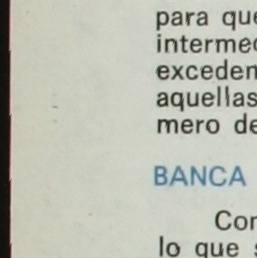 para que
intermed
exceden
aquellas
mero de
BANCA
Con
lo que s